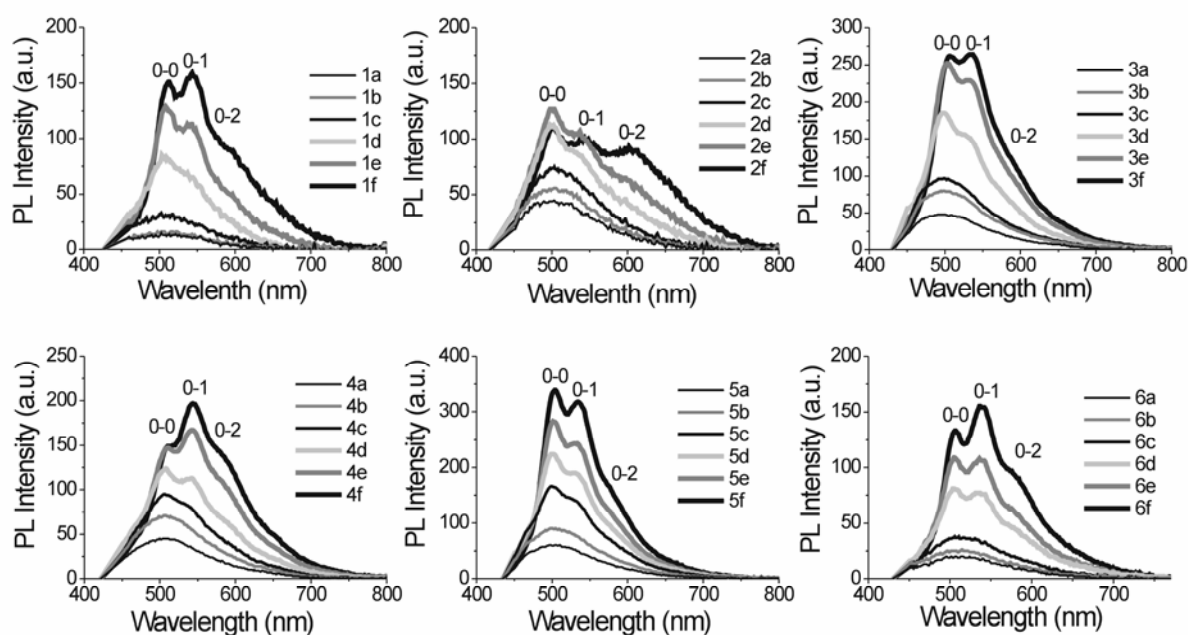 PL Intensity (a.u.)
200
150
100
50
0
400 500 600 700 800
Wavelenth (nm)
0-0
0-1
0-2
1a
1b
1c
1d
1e
1f
PL Intensity (a.u.)
200
150
100
50
0
400 500 600 700 800
Wavelenth (nm)
0-0
0-1
0-2
2a
2b
2c
2d
2e
2f
PL Intensity (a.u.)
300
250
200
150
100
50
0
400 500 600 700 800
Wavelength (nm)
0-0
0-1
0-2
3a
3b
3c
3d
3e
3f
PL Intensity (a.u.)
250
200
150
100
50
0
400 500 600 700 800
Wavelength (nm)
0-0
0-1
0-2
4a
4b
4c
4d
4e
4f
PL Intensity (a.u.)
400
300
200
100
0
400 500 600 700 800
Wavelength (nm)
0-0
0-1
0-2
5a
5b
5c
5d
5e
5f
PL Intensity (a.u.)
200
150
100
50
0
400 500 600 700
Wavelength (nm)
0-0
0-1
0-2
6a
6b
6c
6d
6e
6f